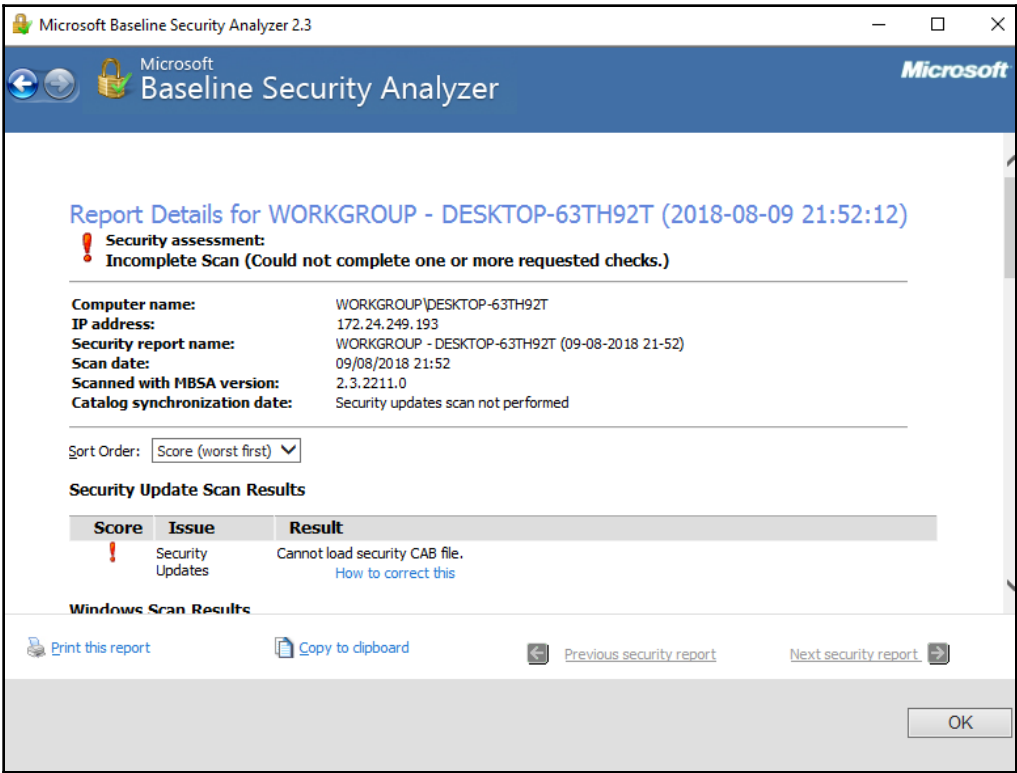 Microsoft Baseline Security Analyzer 2.3
Microsoft
Baseline Security Analyzer
Microsoft
Report Details for WORKGROUP - DESKTOP-63TH92T (2018-08-09 21:52:12)
Security assessment:
Incomplete Scan (Could not complete one or more requested checks.)
Computer name: WORKGROUP\DESKTOP-63TH92T
IP address: 172.24.249.193
Security report name: WORKGROUP - DESKTOP-63TH92T (09-08-2018 21-52)
Scan date: 09/08/2018 21:52
Scanned with MBSA version: 2.3.2211.0
Catalog synchronization date: Security updates scan not performed
Sort Order: Score (worst first)
Security Update Scan Results
Score Issue Result
Security Cannot load security CAB file.
Updates How to correct this
Windows Scan Results
Print this report Copy to clipboard Previous security report Next security report
OK